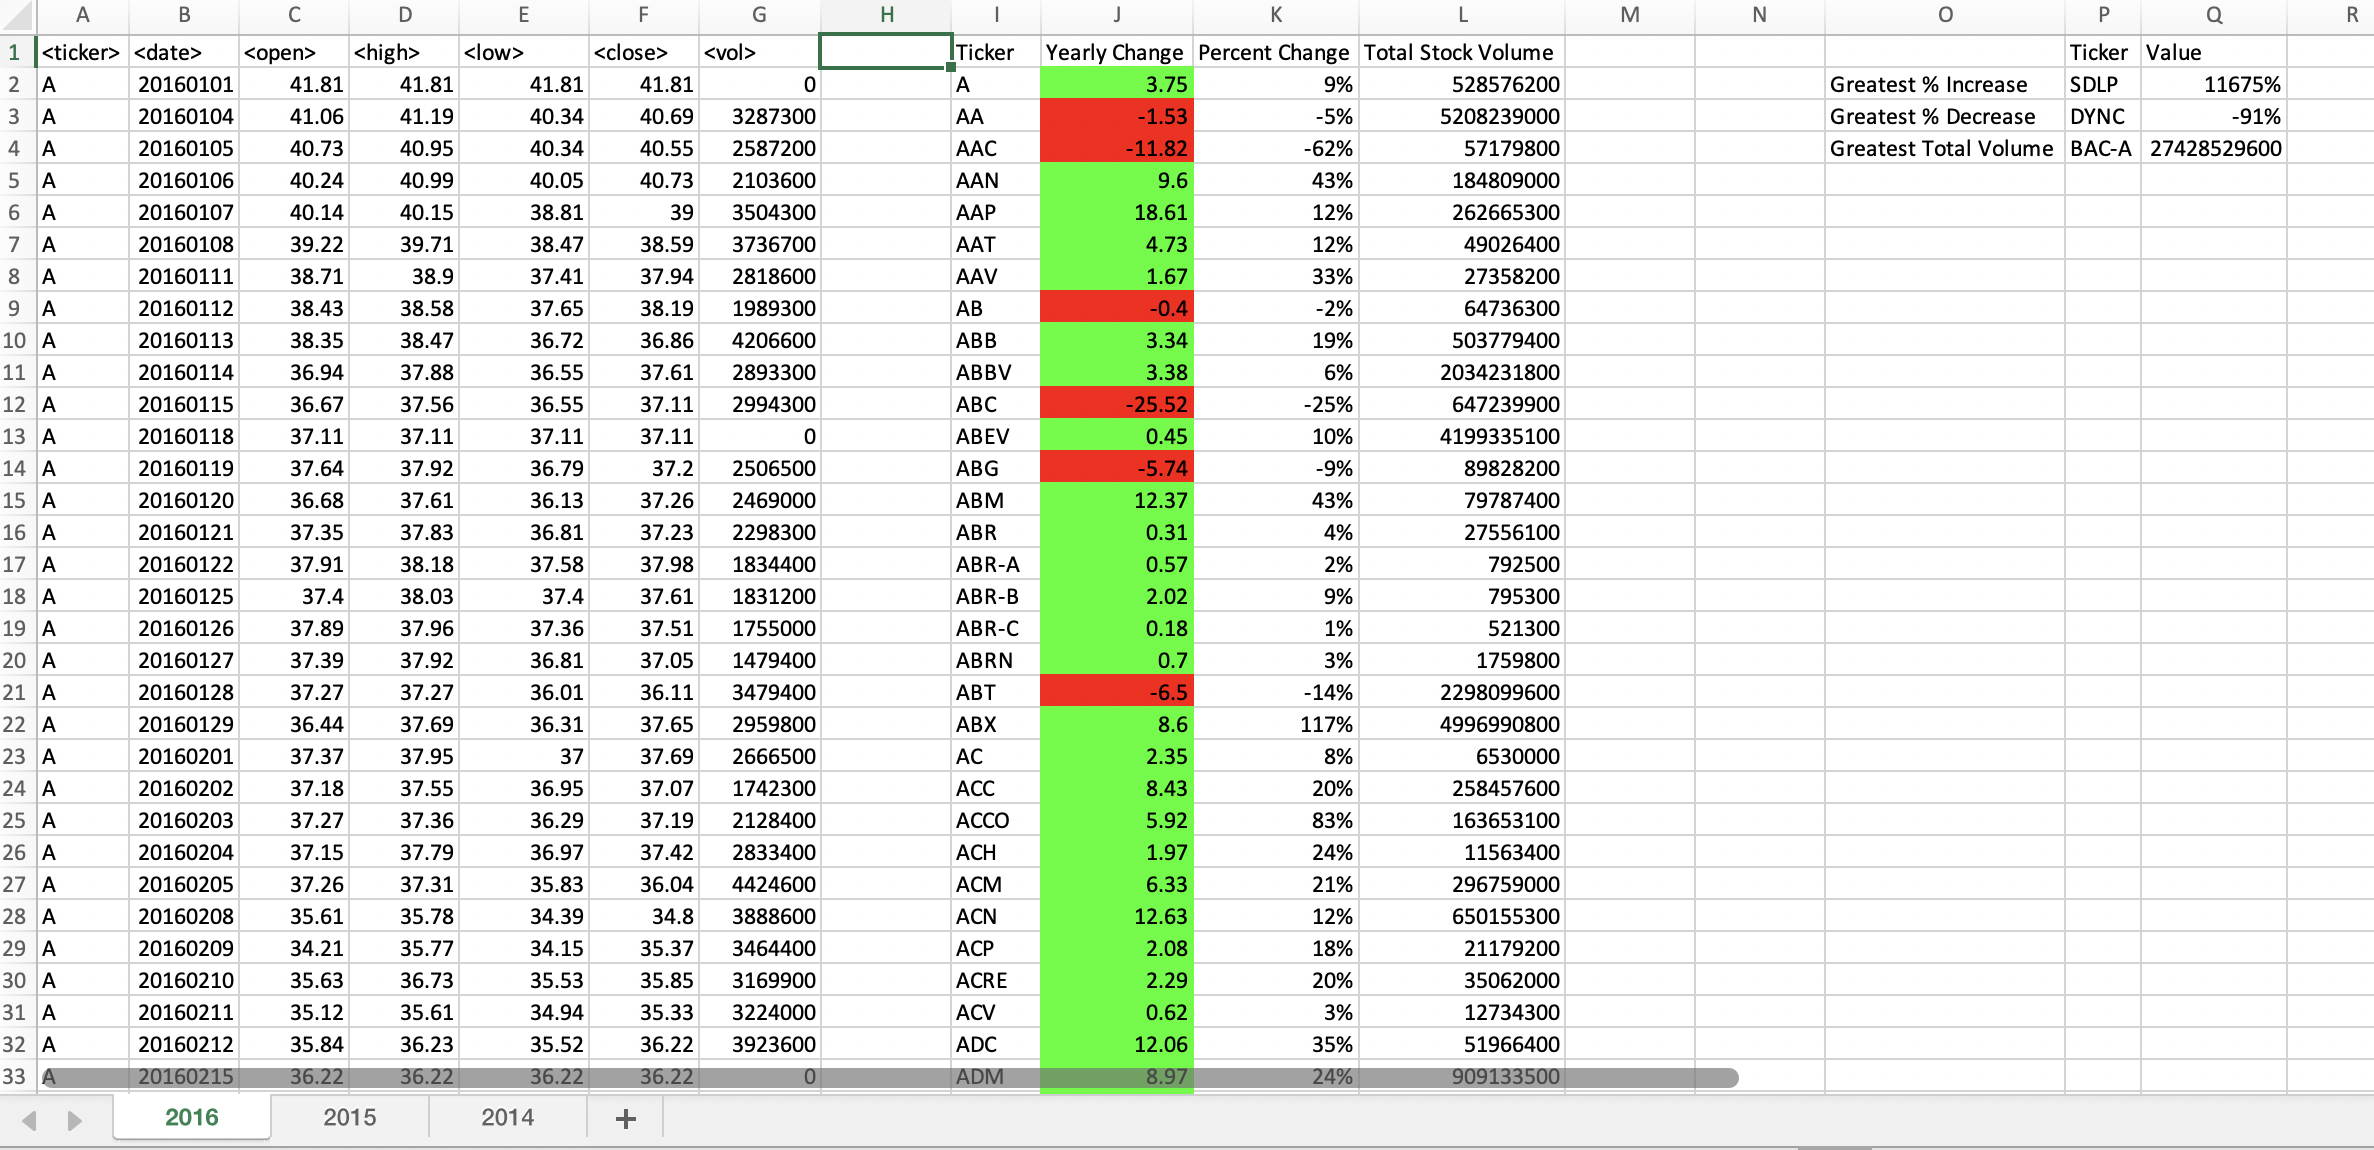 A B C D E F G H I J K L M N O P Q R
1 <ticker> <date> <open> <high> <low> <close> <vol> Ticker Yearly Change Percent Change Total Stock Volume Ticker Value
2 A 20160101 41.81 41.81 41.81 41.81 0 A 3.75 9% 528576200 Greatest % Increase SDLP 11675%
3 A 20160104 41.06 41.19 40.34 40.69 3287300 AA -1.53 -5% 5208239000 Greatest % Decrease DYNC -91%
4 A 20160105 40.73 40.95 40.34 40.55 2587200 AAC -11.82 -62% 57179800 Greatest Total Volume BAC-A 27428529600
5 A 20160106 40.24 40.99 40.05 40.73 2103600 AAN 9.6 43% 184809000
6 A 20160107 40.14 40.15 38.81 39 3504300 AAP 18.61 12% 262665300
7 A 20160108 39.22 39.71 38.47 38.59 3736700 AAT 4.73 12% 49026400
8 A 20160111 38.71 38.9 37.41 37.94 2818600 AAV 1.67 33% 27358200
9 A 20160112 38.43 38.58 37.65 38.19 1989300 AB -0.4 -2% 64736300
10 A 20160113 38.35 38.47 36.72 36.86 4206600 ABB 3.34 19% 503779400
11 A 20160114 36.94 37.88 36.55 37.61 2893300 ABBV 3.38 6% 2034231800
12 A 20160115 36.67 37.56 36.55 37.11 2994300 ABC -25.52 -25% 647239900
13 A 20160118 37.11 37.11 37.11 37.11 0 ABEV 0.45 10% 4199335100
14 A 20160119 37.64 37.92 36.79 37.2 2506500 ABG -5.74 -9% 89828200
15 A 20160120 36.68 37.61 36.13 37.26 2469000 ABM 12.37 43% 79787400
16 A 20160121 37.35 37.83 36.81 37.23 2298300 ABR 0.31 4% 27556100
17 A 20160122 37.91 38.18 37.58 37.98 1834400 ABR-A 0.57 2% 792500
18 A 20160125 37.4 38.03 37.4 37.61 1831200 ABR-B 2.02 9% 795300
19 A 20160126 37.89 37.96 37.36 37.51 1755000 ABR-C 0.18 1% 521300
20 A 20160127 37.39 37.92 36.81 37.05 1479400 ABRN 0.7 3% 1759800
21 A 20160128 37.27 37.27 36.01 36.11 3479400 ABT -6.5 -14% 2298099600
22 A 20160129 36.44 37.69 36.31 37.65 2959800 ABX 8.6 117% 4996990800
23 A 20160201 37.37 37.95 37 37.69 2666500 AC 2.35 8% 6530000
24 A 20160202 37.18 37.55 36.95 37.07 1742300 ACC 8.43 20% 258457600
25 A 20160203 37.27 37.36 36.29 37.19 2128400 ACCO 5.92 83% 163653100
26 A 20160204 37.15 37.79 36.97 37.42 2833400 ACH 1.97 24% 11563400
27 A 20160205 37.26 37.31 35.83 36.04 4424600 ACM 6.33 21% 296759000
28 A 20160208 35.61 35.78 34.39 34.8 3888600 ACN 12.63 12% 650155300
29 A 20160209 34.21 35.77 34.15 35.37 3464400 ACP 2.08 18% 21179200
30 A 20160210 35.63 36.73 35.53 35.85 3169900 ACRE 2.29 20% 35062000
31 A 20160211 35.12 35.61 34.94 35.33 3224000 ACV 0.62 3% 12734300
32 A 20160212 35.84 36.23 35.52 36.22 3923600 ADC 12.06 35% 51966400
33 A 20160215 36.22 36.22 36.22 36.22 0 ADM 8.97 24% 909133500
2016 2015 2014 +